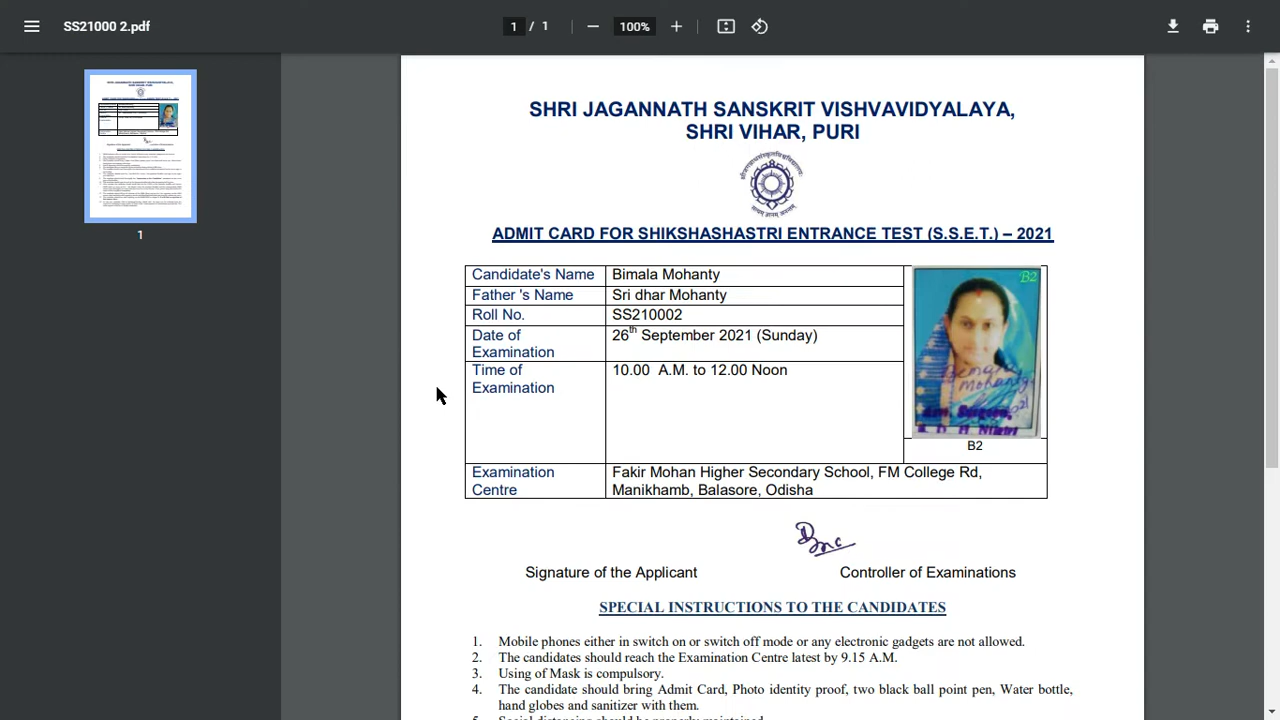 SS21000 2.pdf
1 / 1
100%
1
SHRI JAGANNATH SANSKRIT VISHVAVIDYALAYA,
SHRI VIHAR, PURI
ADMIT CARD FOR SHIKSHASHASTRI ENTRANCE TEST (S.S.E.T.) – 2021
Candidate's Name Bimala Mohanty
Father 's Name Sri dhar Mohanty
Roll No. SS210002
Date of
Examination 26th September 2021 (Sunday)
Time of
Examination 10.00 A.M. to 12.00 Noon
B2
B2
Examination
Centre Fakir Mohan Higher Secondary School, FM College Rd,
Manikhamb, Balasore, Odisha
Signature of the Applicant Controller of Examinations
SPECIAL INSTRUCTIONS TO THE CANDIDATES
1. Mobile phones either in switch on or switch off mode or any electronic gadgets are not allowed.
2. The candidates should reach the Examination Centre latest by 9.15 A.M.
3. Using of Mask is compulsory.
4. The candidate should bring Admit Card, Photo identity proof, two black ball point pen, Water bottle,
hand globes and sanitizer with them.
5. Social distancing should be properly maintained.